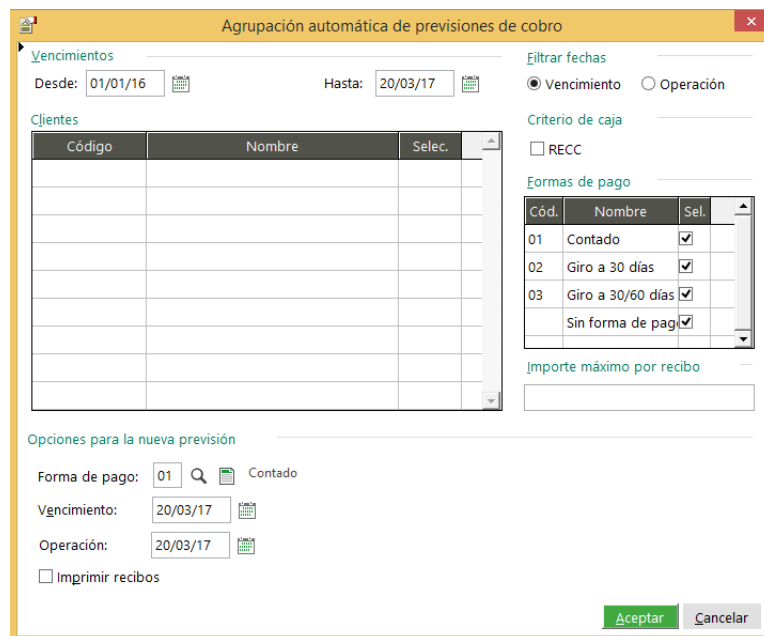 Agrupación automática de previsiones de cobro
Vencimientos
Desde: 01/01/16 Hasta: 20/03/17
Filtrar fechas
Vencimiento Operación
Clientes
Código Nombre Selec.
Criterio de caja
RECC
Formas de pago
Cód. Nombre Sel.
01 Contado
02 Giro a 30 días
03 Giro a 30/60 días
Sin forma de pag
Importe máximo por recibo
Opciones para la nueva previsión
Forma de pago: 01 Contado
Vencimiento: 20/03/17
Operación: 20/03/17
Imprimir recibos
Aceptar Cancelar